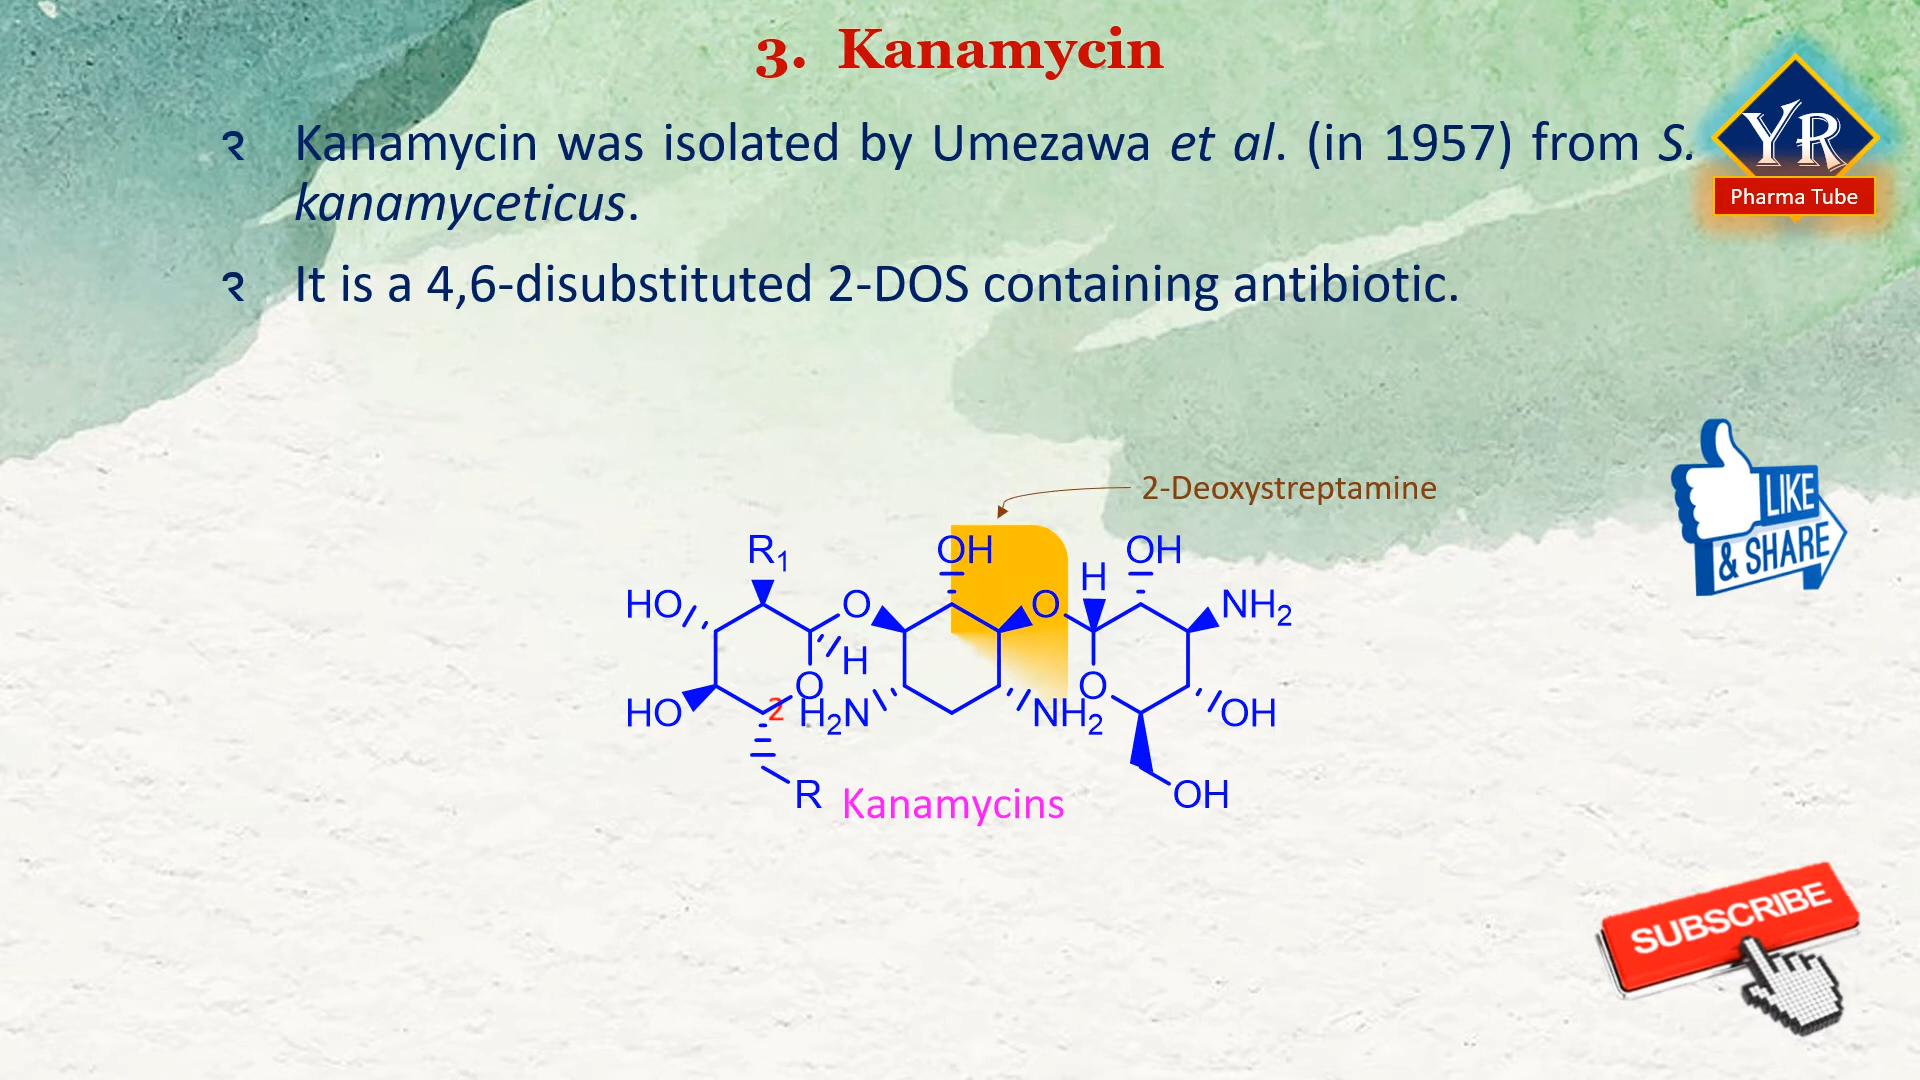 3. Kanamycin
Kanamycin was isolated by Umezawa et al. (in 1957) from S.
kanamyceticus.
It is a 4,6-disubstituted 2-DOS containing antibiotic.
YR
Pharma Tube
2-Deoxystreptamine
R1 OH H OH
HO O O NH2
H
O O
HO 2 H2N NH2 OH
R Kanamycins OH
LIKE
& SHARE
SUBSCRIBE